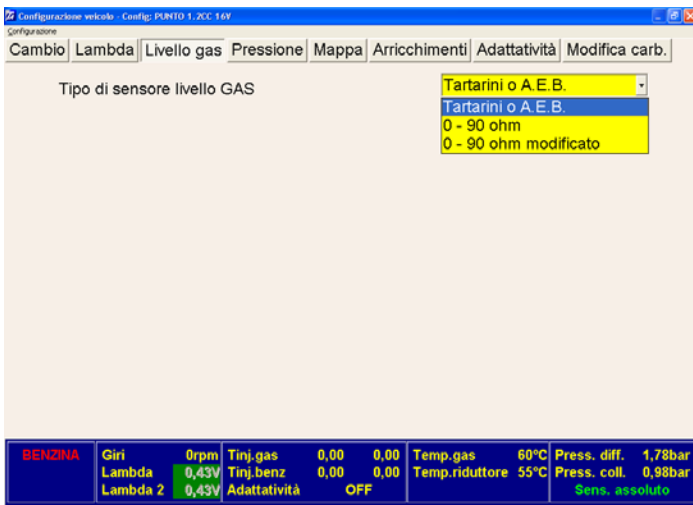 Configurazione veicolo - Config: PUNTO 1.2CC 16V
Configurazione
Cambio Lambda Livello gas Pressione Mappa Arricchimenti Adattatività Modifica carb.
Tipo di sensore livello GAS Tartarini o A.E.B.
Tartarini o A.E.B.
0 - 90 ohm
0 - 90 ohm modificato
BENZINA Giri 0rpm Tinj.gas 0,00 0,00 Temp.gas 60°C Press. diff. 1,78bar
Lambda 0,43V Tinj.benz 0,00 0,00 Temp.riduttore 55°C Press. coll. 0,98bar
Lambda 2 0,43V Adattatività OFF Sens. assoluto